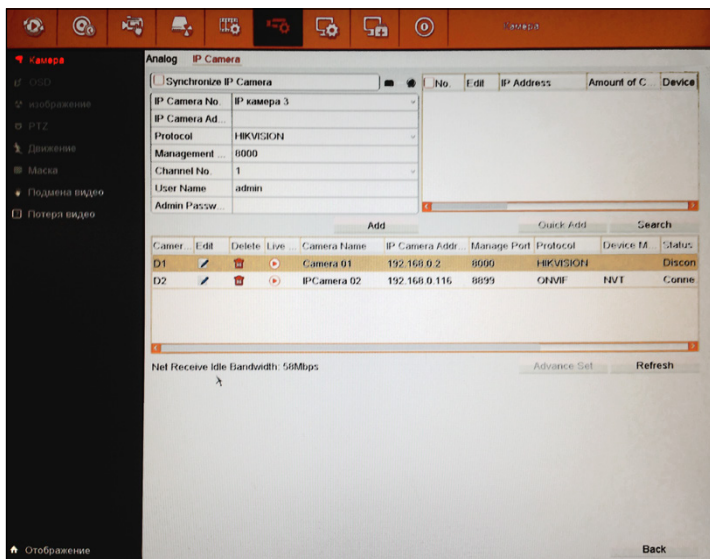 Камера
Камера
OSD
изображение
PTZ
Движение
Маска
Подмена видео
Потеря видео
Отображение
Analog IP Camera
Synchronize IP Camera
IP Camera No. IP камера 3
IP Camera Ad...
Protocol HIKVISION
Management ... 8000
Channel No. 1
User Name admin
Admin Passw...
No. Edit IP Address Amount of C... Device
Add Quick Add Search
Camer... Edit Delete Live ... Camera Name IP Camera Addr... Manage Port Protocol Device M... Status
D1 Camera 01 192.168.0.2 8000 HIKVISION Discon
D2 IPCamera 02 192.168.0.116 8899 ONVIF NVT Conne
Net Receive Idle Bandwidth: 58Mbps
Advance Set Refresh
Back